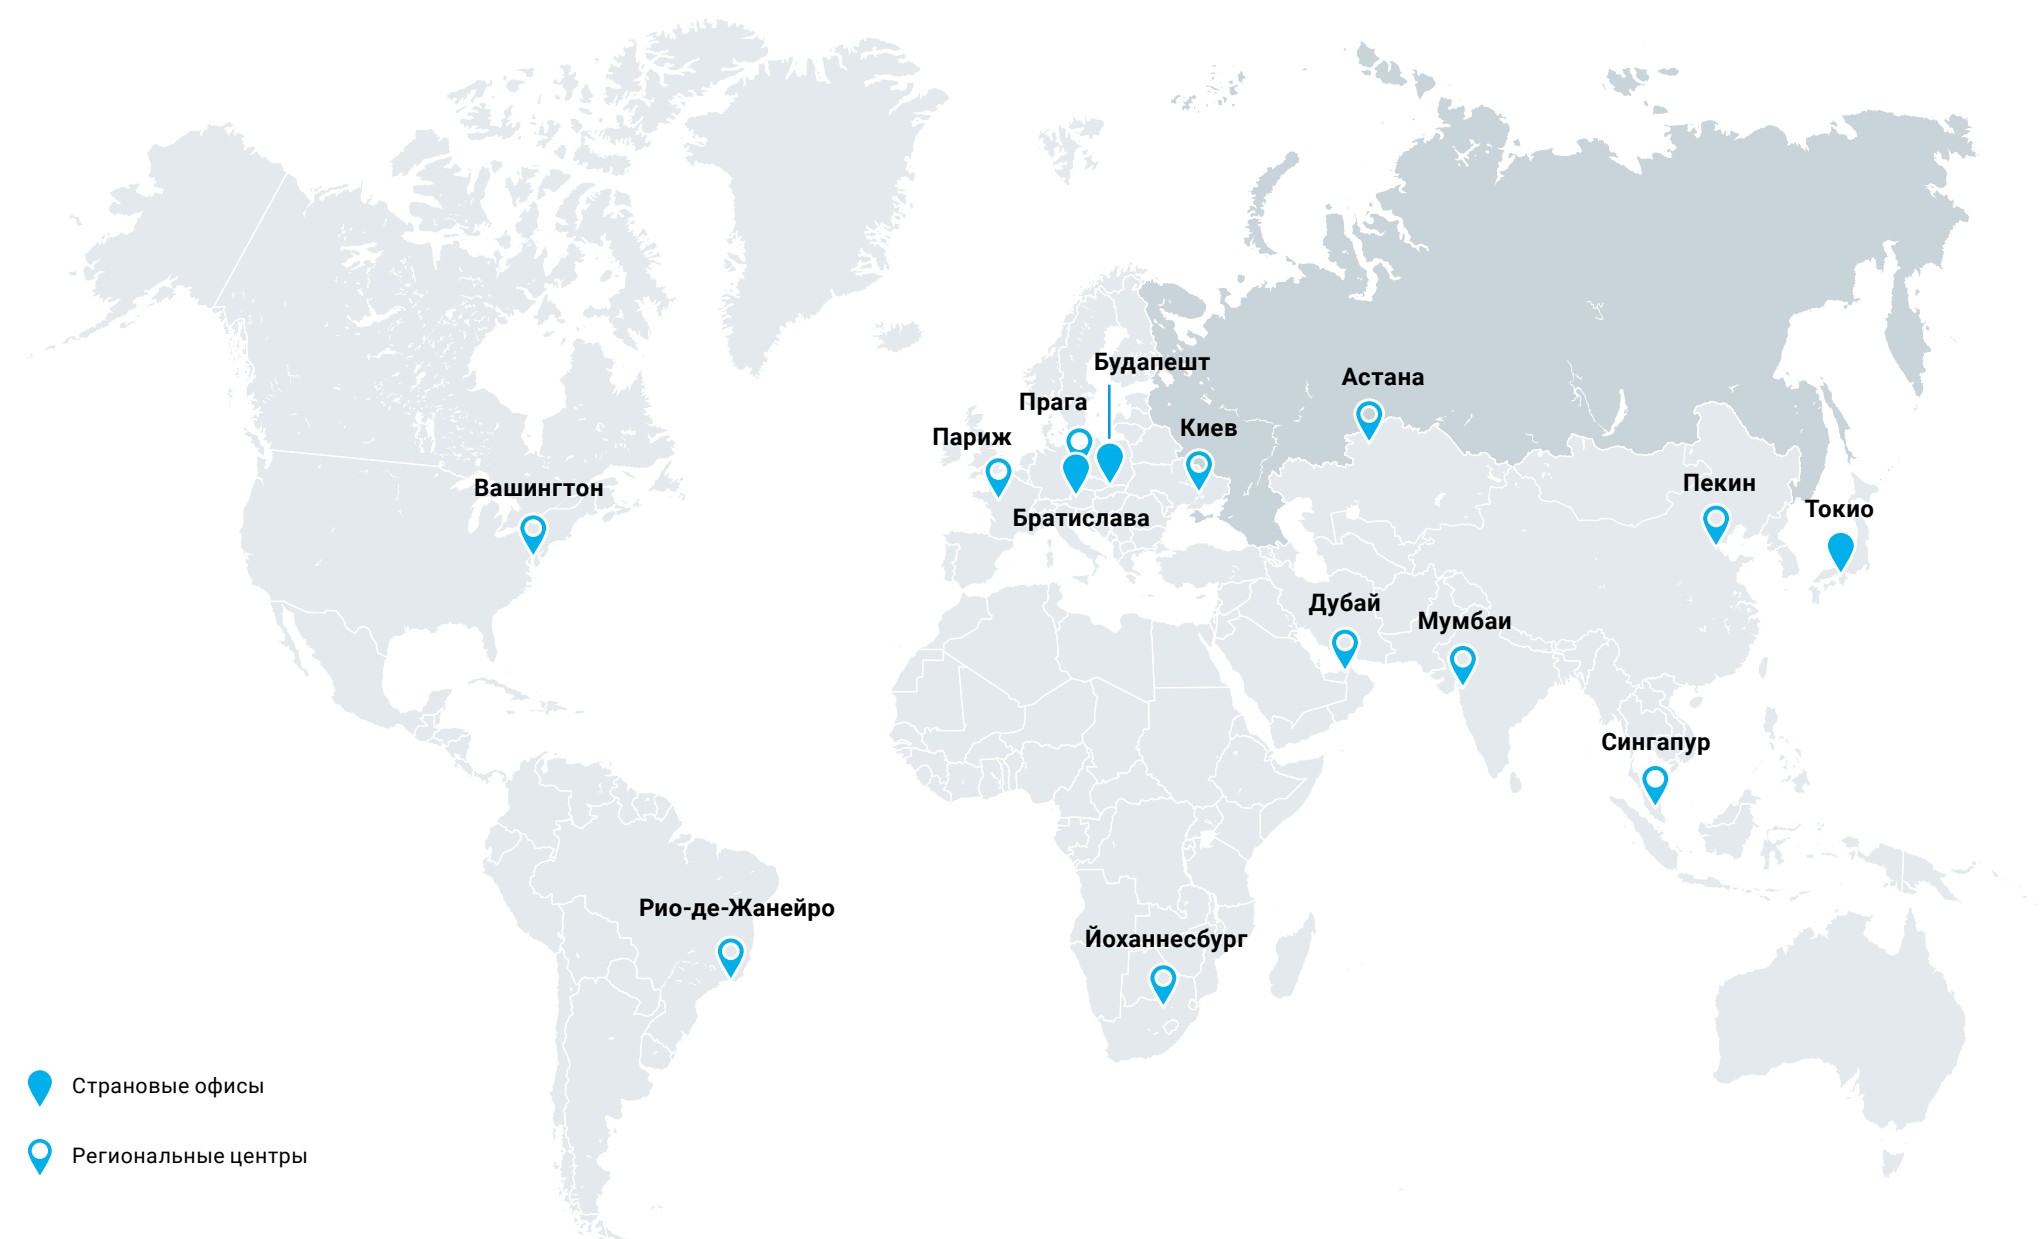 Будапешт
Астана
Прага
Киев
Париж
Вашингтон
Пекин
Токио
Братислава
Дубай
Мумбаи
Сингапур
Рио-де-Жанейро
Йоханнесбург
Страновые офисы
Региональные центры